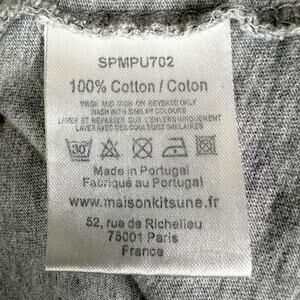 SPMPU702
100% Cotton / Coton
WASH AND IRON ON REVERSE ONLY
WASH WITH SIMILAR COLOURS
LAVER ET REPASSER SUR L'ENVERS UNIQUEMENT
LAVER AVEC DES COULEURS SIMILAIRES
30
Made in Portugal
Fabriqué au Portugal
www.maisonkitsune.fr
52, rue de Richelieu
75001 Paris
France